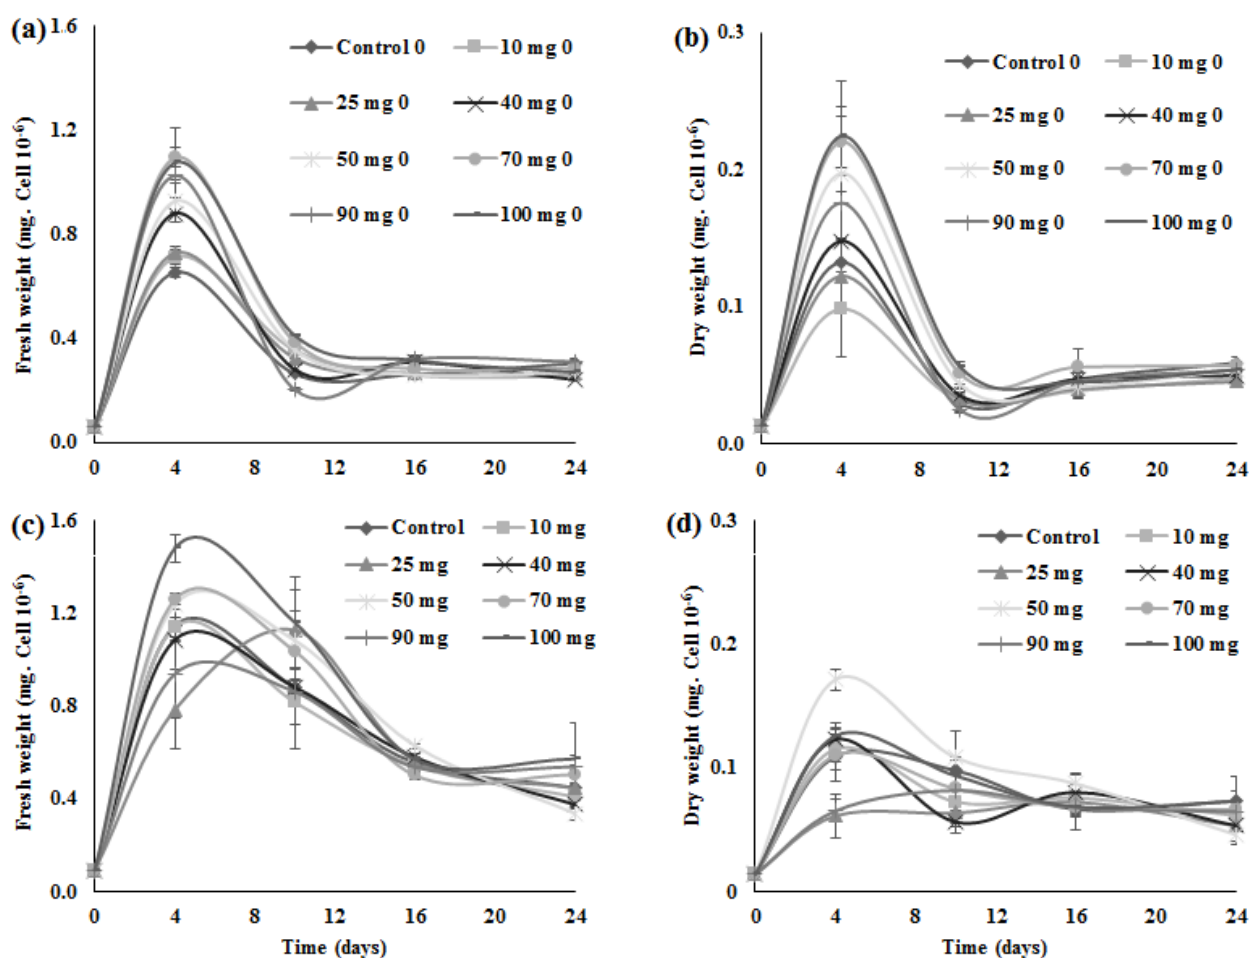 (a)
1.6
1.2
0.8
0.4
0.0
Fresh weight (mg. Cell 10⁻⁶)
Control 0
10 mg 0
25 mg 0
40 mg 0
50 mg 0
70 mg 0
90 mg 0
100 mg 0
0 4 8 12 16 20 24
(b)
0.3
0.2
0.1
0.0
Dry weight (mg. Cell 10⁻⁶)
Control 0
10 mg 0
25 mg 0
40 mg 0
50 mg 0
70 mg 0
90 mg 0
100 mg 0
0 4 8 12 16 20 24
(c)
1.6
1.2
0.8
0.4
0.0
Fresh weight (mg. Cell 10⁻⁶)
Control
10 mg
25 mg
40 mg
50 mg
70 mg
90 mg
100 mg
0 4 8 12 16 20 24
Time (days)
(d)
0.3
0.2
0.1
0
Dry weight (mg. Cell 10⁻⁶)
Control
10 mg
25 mg
40 mg
50 mg
70 mg
90 mg
100 mg
0 4 8 12 16 20 24
Time (days)